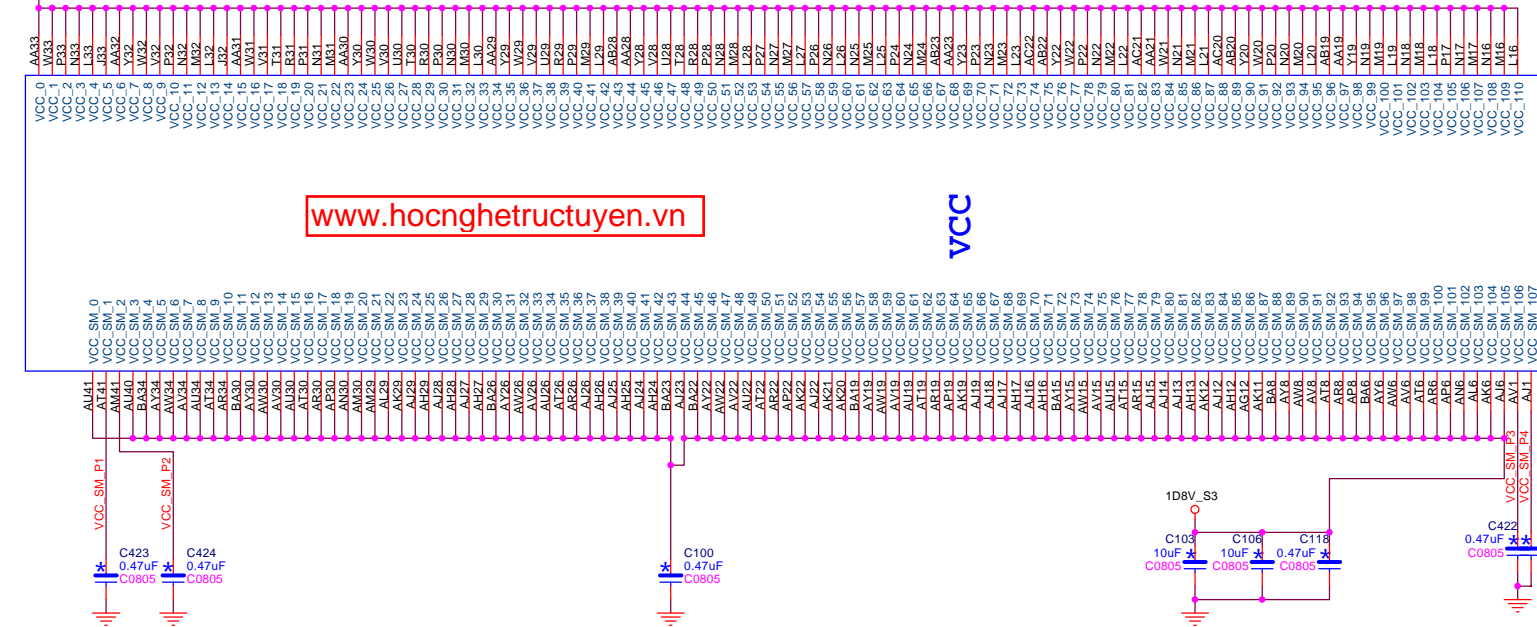 AA33
W33
P33
N33
L33
J33
AA32
Y32
W32
V32
P32
N32
M32
L32
J32
AA31
W31
V31
T31
R31
P31
N31
M31
AA30
Y30
W30
V30
U30
T30
R30
P30
N30
M30
L30
AA29
Y29
W29
V29
U29
R29
P29
M29
L29
AB28
AA28
Y28
V28
U28
T28
R28
P28
N28
M28
L28
P27
N27
M27
L27
P26
N26
L26
N25
M25
L25
P24
N24
M24
AB23
AA23
Y23
P23
N23
M23
L23
AC22
AB22
Y22
W22
P22
N22
M22
L22
AC21
AA21
W21
N21
M21
L21
AC20
AB20
Y20
W20
P20
N20
M20
L20
AB19
AA19
Y19
N19
M19
L19
N18
M18
L18
P17
N17
M17
N16
M16
L16
VCC_0
VCC_1
VCC_2
VCC_3
VCC_4
VCC_5
VCC_6
VCC_7
VCC_8
VCC_9
VCC_10
VCC_11
VCC_12
VCC_13
VCC_14
VCC_15
VCC_16
VCC_17
VCC_18
VCC_19
VCC_20
VCC_21
VCC_22
VCC_23
VCC_24
VCC_25
VCC_26
VCC_27
VCC_28
VCC_29
VCC_30
VCC_31
VCC_32
VCC_33
VCC_34
VCC_35
VCC_36
VCC_37
VCC_38
VCC_39
VCC_40
VCC_41
VCC_42
VCC_43
VCC_44
VCC_45
VCC_46
VCC_47
VCC_48
VCC_49
VCC_50
VCC_51
VCC_52
VCC_53
VCC_54
VCC_55
VCC_56
VCC_57
VCC_58
VCC_59
VCC_60
VCC_61
VCC_62
VCC_63
VCC_64
VCC_65
VCC_66
VCC_67
VCC_68
VCC_69
VCC_70
VCC_71
VCC_72
VCC_73
VCC_74
VCC_75
VCC_76
VCC_77
VCC_78
VCC_79
VCC_80
VCC_81
VCC_82
VCC_83
VCC_84
VCC_85
VCC_86
VCC_87
VCC_88
VCC_89
VCC_90
VCC_91
VCC_92
VCC_93
VCC_94
VCC_95
VCC_96
VCC_97
VCC_98
VCC_99
VCC_100
VCC_101
VCC_102
VCC_103
VCC_104
VCC_105
VCC_106
VCC_107
VCC_108
VCC_109
VCC_110
www.hocnghetructuyen.vn
VCC
VCC_SM_0
VCC_SM_1
VCC_SM_2
VCC_SM_3
VCC_SM_4
VCC_SM_5
VCC_SM_6
VCC_SM_7
VCC_SM_8
VCC_SM_9
VCC_SM_10
VCC_SM_11
VCC_SM_12
VCC_SM_13
VCC_SM_14
VCC_SM_15
VCC_SM_16
VCC_SM_17
VCC_SM_18
VCC_SM_19
VCC_SM_20
VCC_SM_21
VCC_SM_22
VCC_SM_23
VCC_SM_24
VCC_SM_25
VCC_SM_26
VCC_SM_27
VCC_SM_28
VCC_SM_29
VCC_SM_30
VCC_SM_31
VCC_SM_32
VCC_SM_33
VCC_SM_34
VCC_SM_35
VCC_SM_36
VCC_SM_37
VCC_SM_38
VCC_SM_39
VCC_SM_40
VCC_SM_41
VCC_SM_42
VCC_SM_43
VCC_SM_44
VCC_SM_45
VCC_SM_46
VCC_SM_47
VCC_SM_48
VCC_SM_49
VCC_SM_50
VCC_SM_51
VCC_SM_52
VCC_SM_53
VCC_SM_54
VCC_SM_55
VCC_SM_56
VCC_SM_57
VCC_SM_58
VCC_SM_59
VCC_SM_60
VCC_SM_61
VCC_SM_62
VCC_SM_63
VCC_SM_64
VCC_SM_65
VCC_SM_66
VCC_SM_67
VCC_SM_68
VCC_SM_69
VCC_SM_70
VCC_SM_71
VCC_SM_72
VCC_SM_73
VCC_SM_74
VCC_SM_75
VCC_SM_76
VCC_SM_77
VCC_SM_78
VCC_SM_79
VCC_SM_80
VCC_SM_81
VCC_SM_82
VCC_SM_83
VCC_SM_84
VCC_SM_85
VCC_SM_86
VCC_SM_87
VCC_SM_88
VCC_SM_89
VCC_SM_90
VCC_SM_91
VCC_SM_92
VCC_SM_93
VCC_SM_94
VCC_SM_95
VCC_SM_96
VCC_SM_97
VCC_SM_98
VCC_SM_99
VCC_SM_100
VCC_SM_101
VCC_SM_102
VCC_SM_103
VCC_SM_104
VCC_SM_105
VCC_SM_106
VCC_SM_107
AU41
AT41
AM41
AU40
BA34
AY34
AW34
AV34
AU34
AT34
AR34
BA30
AY30
AW30
AV30
AU30
AT30
AR30
AP30
AN30
AM30
AM29
AL29
AK29
AJ29
AH29
AJ28
AH28
AJ27
AH27
BA26
AY26
AW26
AV26
AU26
AT26
AR26
AJ26
AH26
AJ25
AH25
AJ24
AH24
BA23
AJ23
BA22
AY22
AW22
AV22
AU22
AT22
AR22
AP22
AK22
AJ22
AK21
AK20
BA19
AY19
AW19
AV19
AU19
AT19
AR19
AP19
AK19
AJ19
AJ18
AJ17
AH17
AJ16
AH16
BA15
AY15
AW15
AV15
AU15
AT15
AR15
AJ15
AJ14
AJ13
AH13
AK12
AJ12
AH12
AG12
AK11
BA8
AY8
AW8
AV8
AT8
AR8
AP8
BA6
AY6
AW6
AV6
AT6
AR6
AP6
AN6
AL6
AK6
AJ6
AV1
AJ1
VCC_SM_P1
VCC_SM_P2
VCC_SM_P3
VCC_SM_P4
1D8V_S3
C423
0.47uF
C0805
C424
0.47uF
C0805
C100
0.47uF
C0805
C103
10uF
C0805
C106
10uF
C0805
C118
0.47uF
C0805
C422
0.47uF
C0805